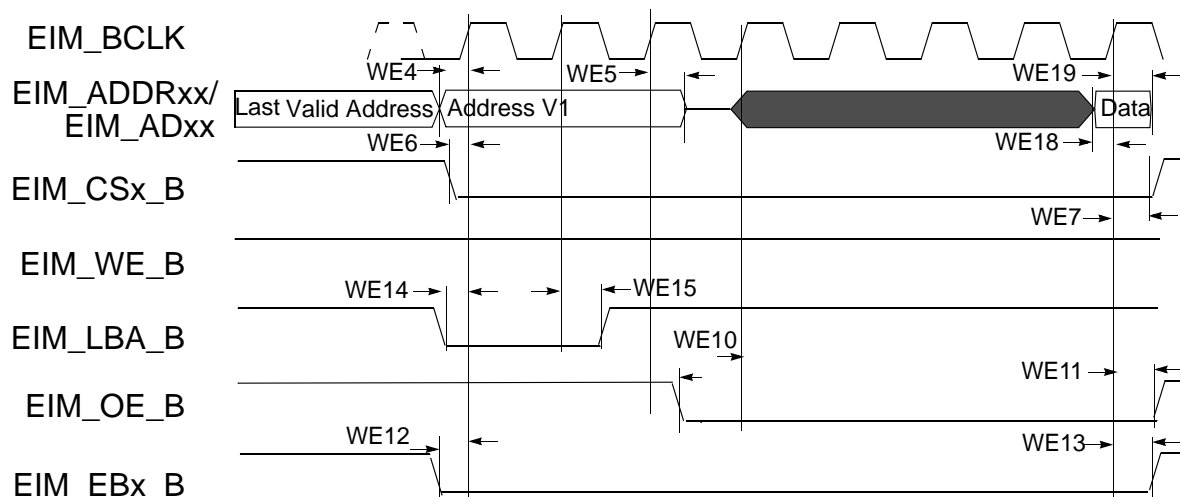 EIM_BCLK
WE4
WE5
WE19
EIM_ADDRxx/
EIM_ADxx
Last Valid Address
Address V1
Data
WE6
WE18
EIM_CSx_B
WE7
EIM_WE_B
WE14
WE15
EIM_LBA_B
WE10
WE11
EIM_OE_B
WE12
WE13
EIM_EBx_B